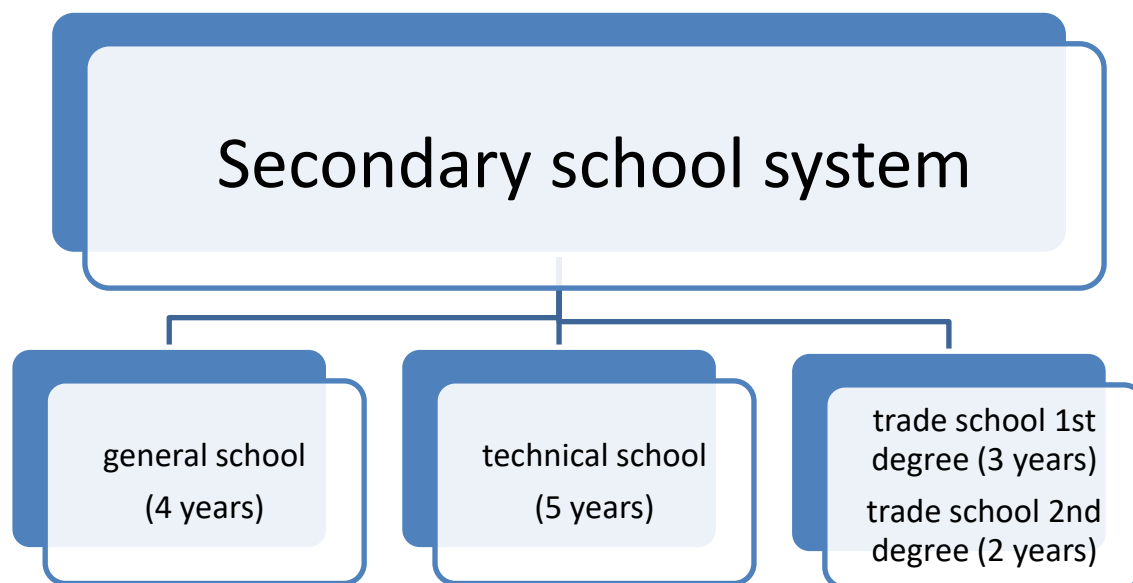 Secondary school system
general school
(4 years)
technical school
(5 years)
trade school 1st
degree (3 years)
trade school 2nd
degree (2 years)